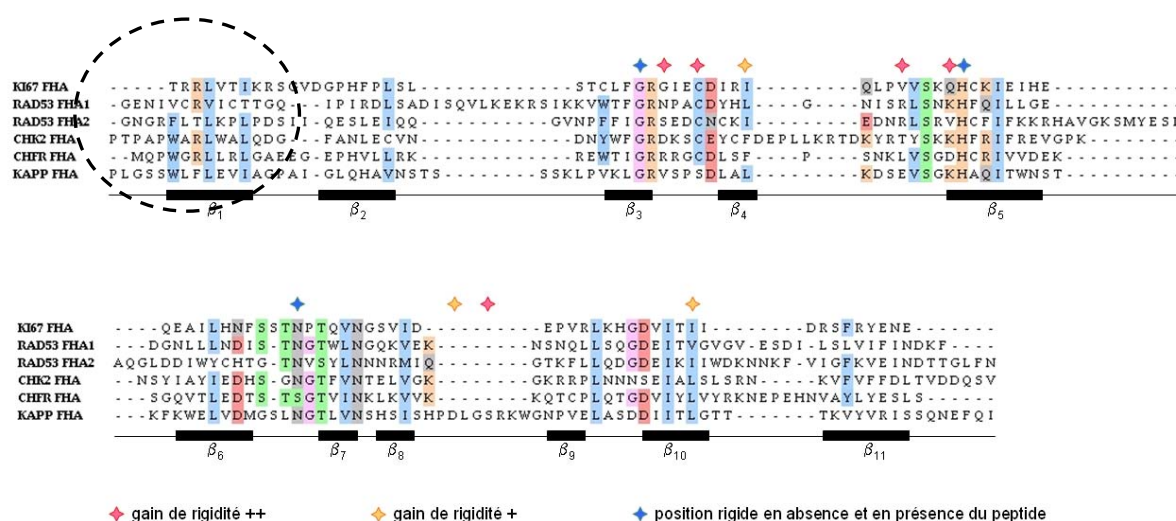 KI67 FHA ------TRRLVTIKRSGVDGPHFPLSL-----------------STCLFGRGIECDIRI------------QLPVVSKQHCKIEIHE--------------
RAD53 FHA1 -GENIVCRVICTTGQ---IPIRDLSADISQVLKEKRSIKKVWTFGRNPACDYHL-----G-----NISRLSNKHFQILLGE--------------
RAD53 FHA2 -GNGRFLTLKPLPDSII-QESLEIQQ--------------GVNPFFIGRSEDCNCKI------------EDNRLSRVHCFIFKKRHAVGKSMYES
CHK2 FHA PTPAPWARLWALQDG---FANLECVN----------------DNYWFGRDKSCEYCFDEPLLKRTDKYRTYSKKHFRIFREVGPK-----------
CHFR FHA --MQPWGRLLRLGAEEG-EPHVLLRK----------------REWTIGRRRGCDLSF-----P-----SNKLVSGDHCRIVVDEK-------------
KAPP FHA PLGSSWLFLEVIAGPAI-GLQHAVNSTS---------SSKLPVKLGRVSPSDLAL------------KDSEVSGKHAQITWNST-------------
β1 β2 β3 β4 β5
KI67 FHA -----QEAILHNFSSTNPTQVNGSVID-------------EPVRLKHGDVITII-----------DRSFRYENE------
RAD53 FHA1 ----DGNLLLNDIS-TNGTWLNGQKVEK------------NSNQLLSQGDEITVGVGV-ESDI-LSLVIFINDKF-----
RAD53 FHA2 AQGLDDIWYCHTG-TNVSYLNNNRMIQ------------GTKFLLQDGDEIKIIWDKNNKF-VIGFKVEINDTTGLFN
CHK2 FHA --NSYIAYIEDHS-GNGTFVNTELVGK------------GKRRPLNNNSEIALSLSRN----KVFVFFDLTVDDQSV
CHFR FHA ---SGQVTLEDTS-TSGTVINKLKVVK------------KQTCPLQTGDVIYLVYRKNEPEHNVAYLYESLS-----
KAPP FHA ----KFKWELVDMGSLNGTLVNSHSISHPDLGSRKWGNPVELASDDIITLGTT------TKVYVRISSQNEFQI
β6 β7 β8 β9 β10 β11
gain de rigidité ++ gain de rigidité + position rigide en absence et en présence du peptide